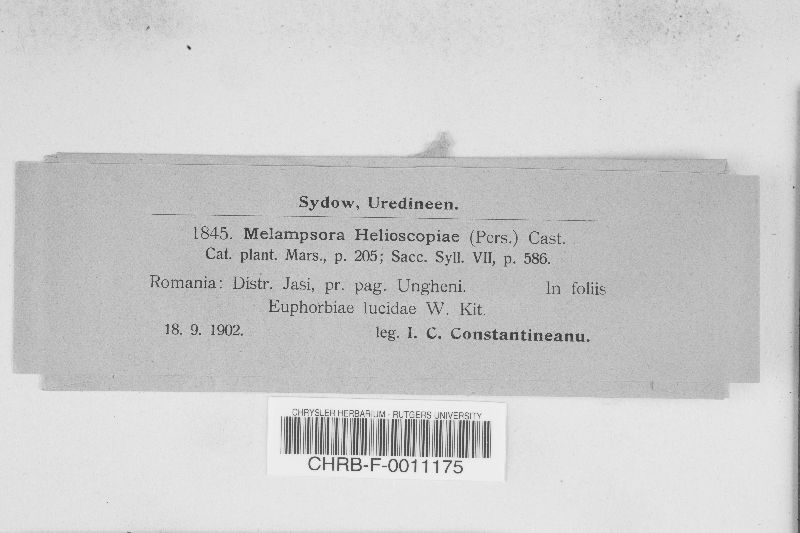 Sydow, Uredineen.
1845. Melampsora Helioscopiae (Pers.) Cast.
Cat. plant. Mars., p. 205; Sacc. Syll. VII, p. 586.
Romania: Distr. Jasi, pr. pag. Ungheni. In foliis
Euphorbiae lucidae W. Kit.
18. 9. 1902. leg. I. C. Constantineanu.
CHRYSLER HERBARIUM - RUTGERS UNIVERSITY
CHRB-F-0011175